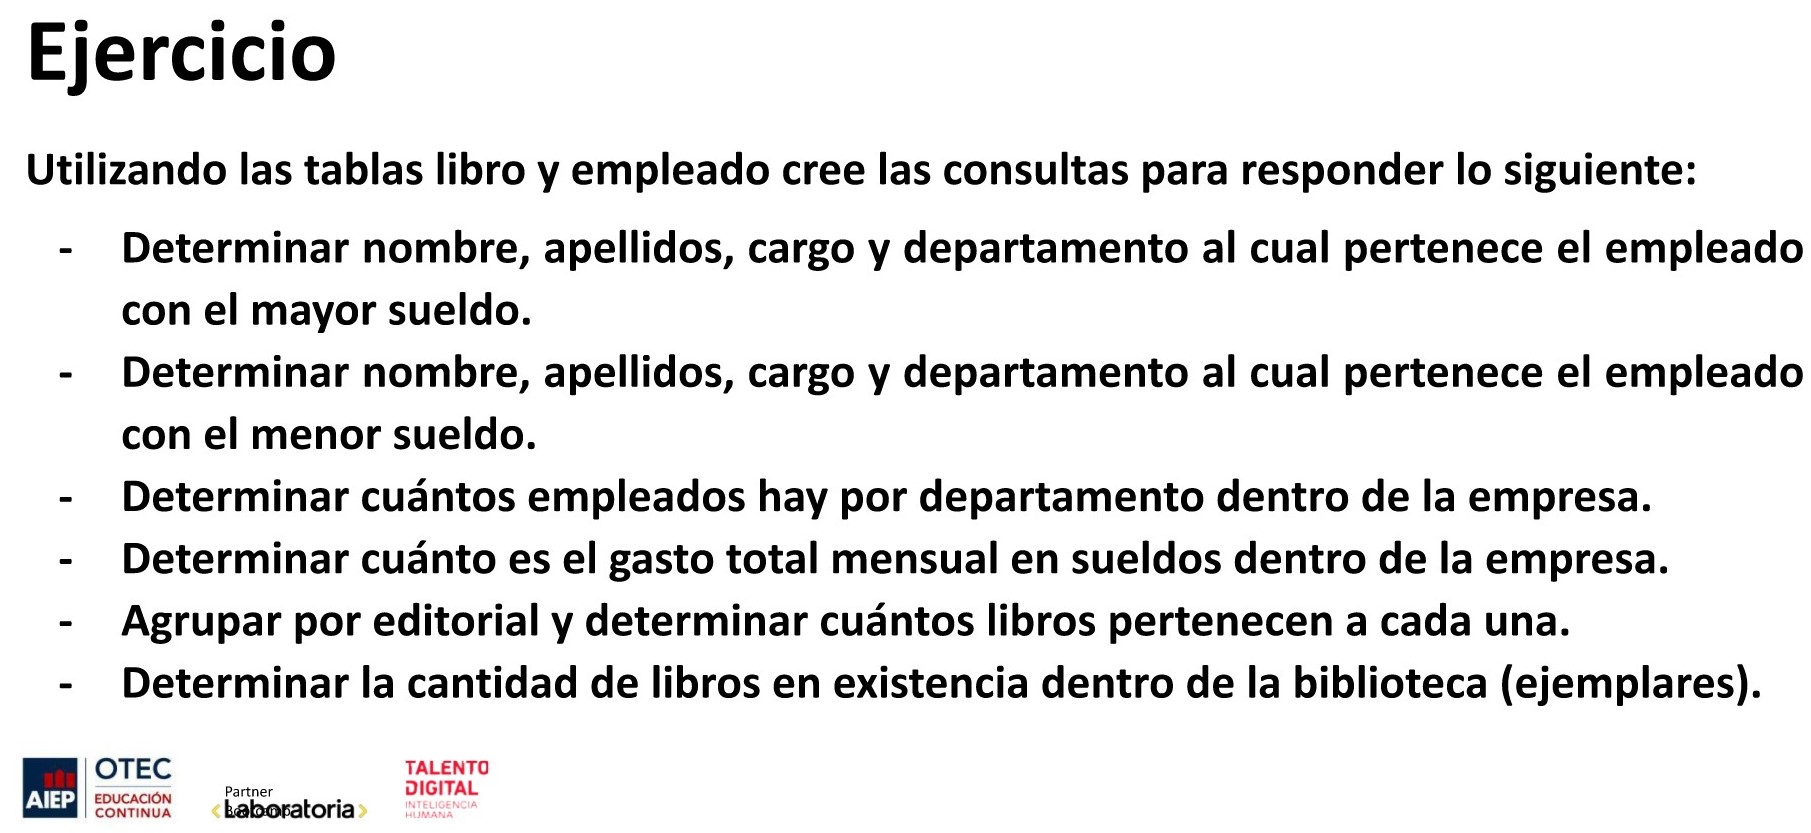 Ejercicio
Utilizando las tablas libro y empleado cree las consultas para responder lo siguiente:
- Determinar nombre, apellidos, cargo y departamento al cual pertenece el empleado
con el mayor sueldo.
- Determinar nombre, apellidos, cargo y departamento al cual pertenece el empleado
con el menor sueldo.
- Determinar cuántos empleados hay por departamento dentro de la empresa.
- Determinar cuánto es el gasto total mensual en sueldos dentro de la empresa.
- Agrupar por editorial y determinar cuántos libros pertenecen a cada una.
- Determinar la cantidad de libros en existencia dentro de la biblioteca (ejemplares).
AIEP
OTEC
EDUCACIÓN
CONTINUA
Partner
<Laboratoria>
TALENTO
DIGITAL
INTELIGENCIA
HUMANA